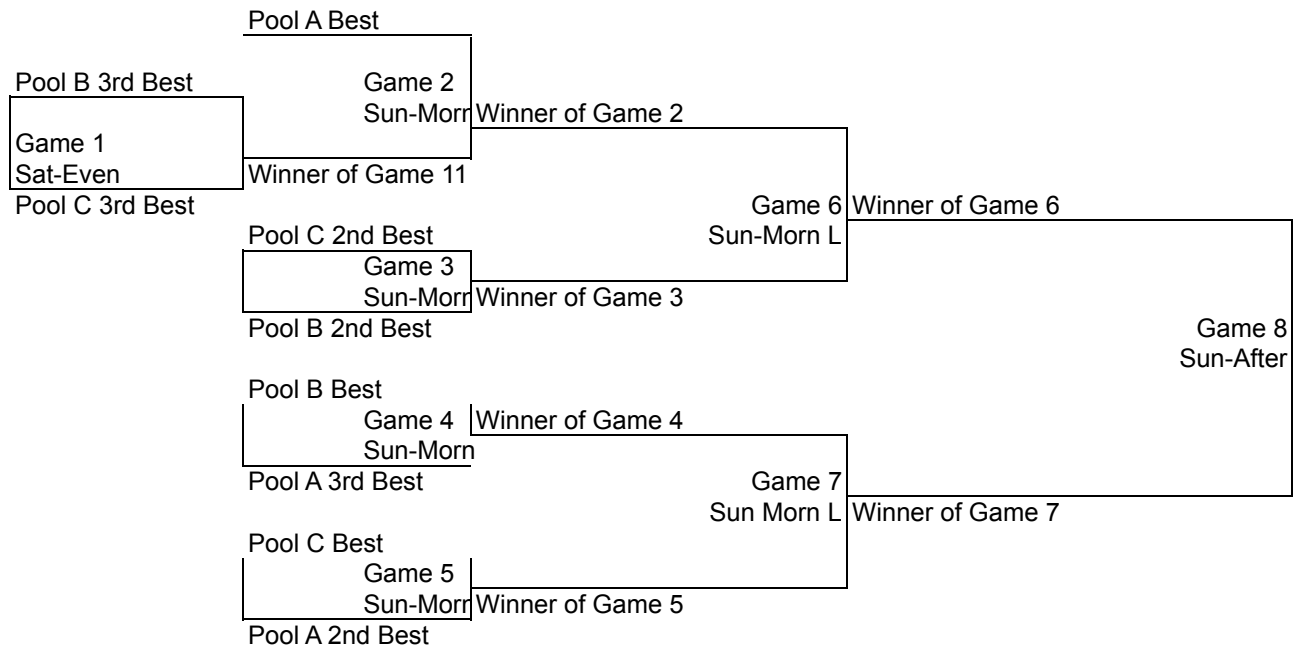 Pool A Best
Pool B 3rd Best
Game 2
Sun-Morn
Winner of Game 2
Game 1
Sat-Even
Winner of Game 11
Pool C 3rd Best
Game 6
Winner of Game 6
Pool C 2nd Best
Sun-Morn L
Game 3
Sun-Morn
Winner of Game 3
Pool B 2nd Best
Game 8
Sun-After
Pool B Best
Game 4
Winner of Game 4
Sun-Morn
Pool A 3rd Best
Game 7
Sun Morn L
Winner of Game 7
Pool C Best
Game 5
Sun-Morn
Winner of Game 5
Pool A 2nd Best